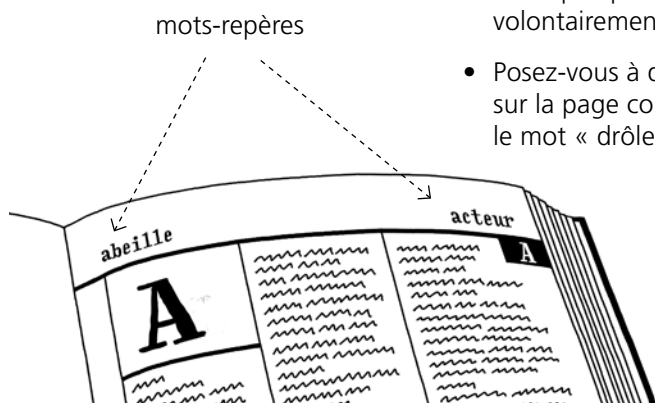 mots-repères
volontairemen
• Posez-vous à
sur la page co
le mot « drôle
abeille
acteur
A
A